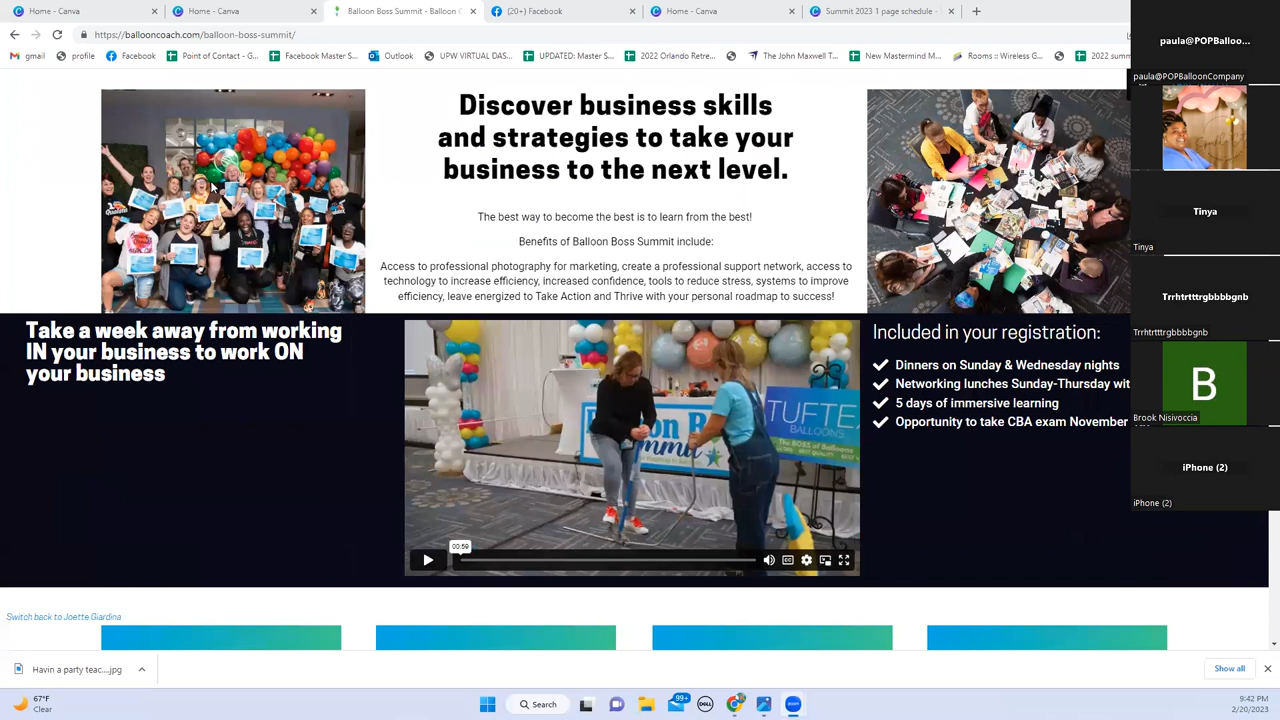 Home - Canva
Home - Canva
Balloon Boss Summit - Balloon C
(20+) Facebook
Home - Canva
Summit 2023 1 page schedule -
https://ballooncoach.com/balloon-boss-summit/
gmail
profile
Facebook
Point of Contact - G...
Facebook Master S...
Outlook
UPW VIRTUAL DAS...
UPDATED: Master S...
2022 Orlando Retre...
The John Maxwell T...
New Mastermind M...
Rooms :: Wireless G...
2022 summ
paula@POPBalloo...
paula@POPBalloonCompany
Discover business skills
and strategies to take your
business to the next level.
The best way to become the best is to learn from the best!
Benefits of Balloon Boss Summit include:
Access to professional photography for marketing, create a professional support network, access to
technology to increase efficiency, increased confidence, tools to reduce stress, systems to improve
efficiency, leave energized to Take Action and Thrive with your personal roadmap to success!
Tinya
Tinya
Trrhtrtttrgbbbbgnb
Trrhtrtttrgbbbbgnb
B
Brook Nisivoccia
iPhone (2)
iPhone (2)
Take a week away from working
IN your business to work ON
your business
TUFTEX
BALLOONS
00:59
CC
Included in your registration:
Dinners on Sunday & Wednesday nights
Networking lunches Sunday-Thursday wit
5 days of immersive learning
Opportunity to take CBA exam November
Switch back to Joette Giardina
Havin a party teac....jpg
Show all
67°F
Clear
Search
99+
DELL
zoom
9:42 PM
2/20/2023